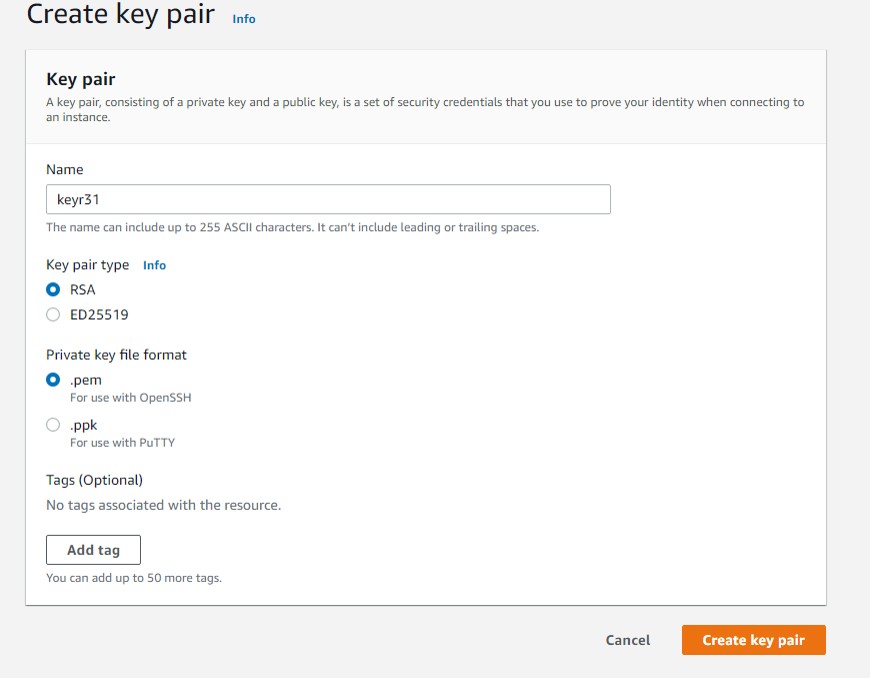 Create key pair Info
Key pair
A key pair, consisting of a private key and a public key, is a set of security credentials that you use to prove your identity when connecting to
an instance.
Name
keyr31
The name can include up to 255 ASCII characters. It can't include leading or trailing spaces.
Key pair type Info
RSA
ED25519
Private key file format
.pem
For use with OpenSSH
.ppk
For use with PuTTY
Tags (Optional)
No tags associated with the resource.
Add tag
You can add up to 50 more tags.
Cancel Create key pair